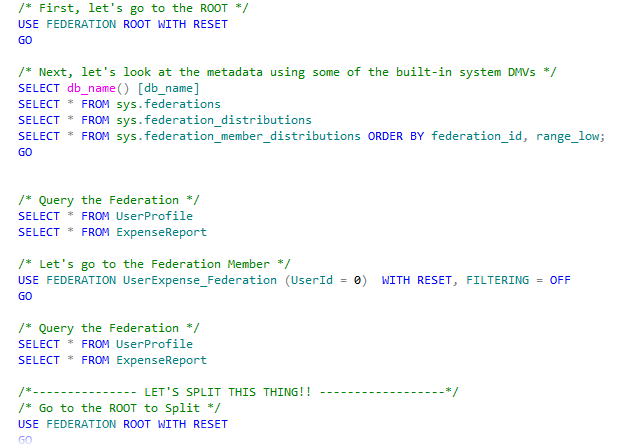 /* First, let's go to the ROOT */
USE FEDERATION ROOT WITH RESET
GO
/* Next, let's look at the metadata using some of the built-in system DMVs */
SELECT db_name() [db_name]
SELECT * FROM sys.federations
SELECT * FROM sys.federation_distributions
SELECT * FROM sys.federation_member_distributions ORDER BY federation_id, range_low;
GO
/* Query the Federation */
SELECT * FROM UserProfile
SELECT * FROM ExpenseReport
/* Let's go to the Federation Member */
USE FEDERATION UserExpense_Federation (UserId = 0)  WITH RESET, FILTERING = OFF
GO
/* Query the Federation */
SELECT * FROM UserProfile
SELECT * FROM ExpenseReport
/*--------------- LET'S SPLIT THIS THING!! ------------------*/
/* Go to the ROOT to Split */
USE FEDERATION ROOT WITH RESET
GO